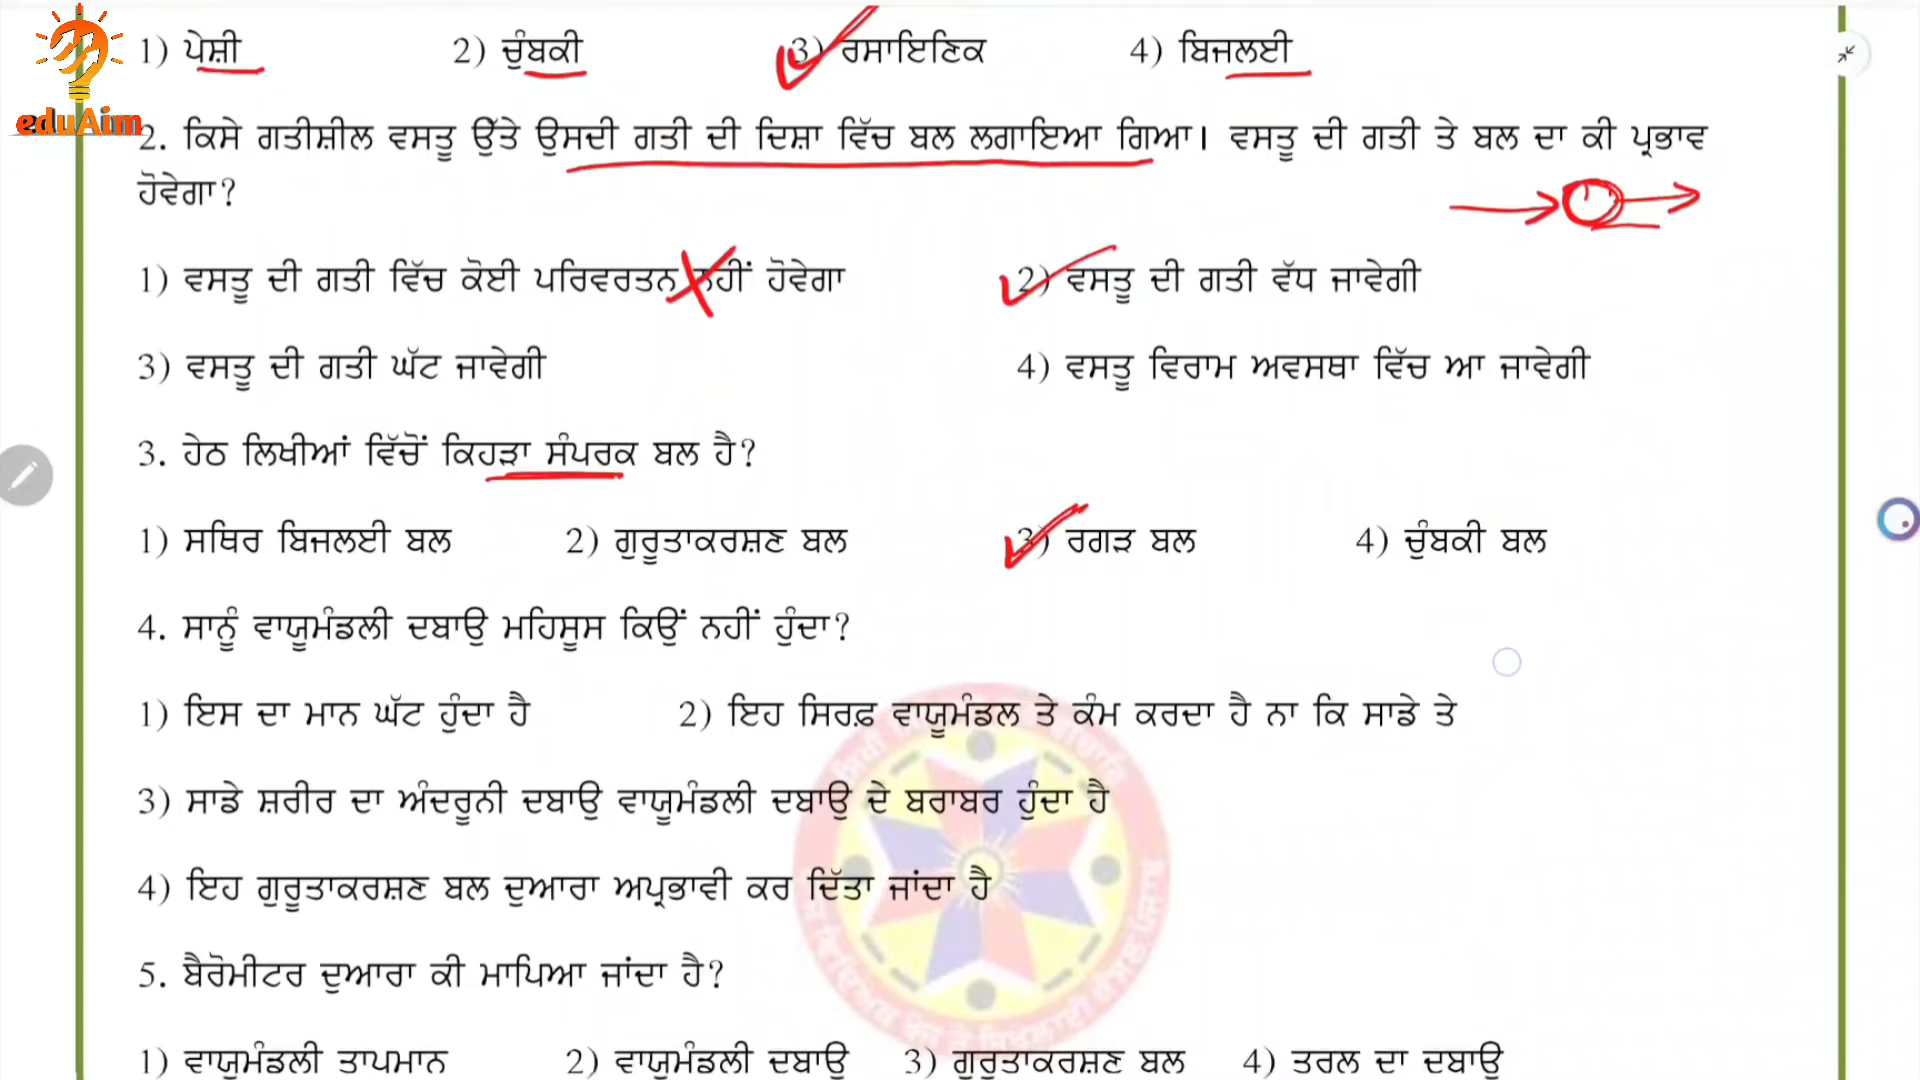 1) ਪੇਸ਼ੀ 2) ਚੁੰਬਕੀ 3) ਰਸਾਇਣਿਕ 4) ਬਿਜਲਈ
eduAim
2. ਕਿਸੇ ਗਤੀਸ਼ੀਲ ਵਸਤੂ ਉੱਤੇ ਉਸਦੀ ਗਤੀ ਦੀ ਦਿਸ਼ਾ ਵਿੱਚ ਬਲ ਲਗਾਇਆ ਗਿਆ। ਵਸਤੂ ਦੀ ਗਤੀ ਤੇ ਬਲ ਦਾ ਕੀ ਪ੍ਰਭਾਵ
ਹੋਵੇਗਾ?
1) ਵਸਤੂ ਦੀ ਗਤੀ ਵਿੱਚ ਕੋਈ ਪਰਿਵਰਤਨ ਨਹੀਂ ਹੋਵੇਗਾ 2) ਵਸਤੂ ਦੀ ਗਤੀ ਵੱਧ ਜਾਵੇਗੀ
3) ਵਸਤੂ ਦੀ ਗਤੀ ਘੱਟ ਜਾਵੇਗੀ 4) ਵਸਤੂ ਵਿਰਾਮ ਅਵਸਥਾ ਵਿੱਚ ਆ ਜਾਵੇਗੀ
3. ਹੇਠ ਲਿਖੀਆਂ ਵਿੱਚੋਂ ਕਿਹੜਾ ਸੰਪਰਕ ਬਲ ਹੈ?
1) ਸਥਿਰ ਬਿਜਲਈ ਬਲ 2) ਗੁਰੂਤਾਕਰਸ਼ਣ ਬਲ 3) ਰਗੜ ਬਲ 4) ਚੁੰਬਕੀ ਬਲ
4. ਸਾਨੂੰ ਵਾਯੂਮੰਡਲੀ ਦਬਾਉ ਮਹਿਸੂਸ ਕਿਉਂ ਨਹੀਂ ਹੁੰਦਾ?
1) ਇਸ ਦਾ ਮਾਨ ਘੱਟ ਹੁੰਦਾ ਹੈ 2) ਇਹ ਸਿਰਫ਼ ਵਾਯੂਮੰਡਲ ਤੇ ਕੰਮ ਕਰਦਾ ਹੈ ਨਾ ਕਿ ਸਾਡੇ ਤੇ
3) ਸਾਡੇ ਸ਼ਰੀਰ ਦਾ ਅੰਦਰੂਨੀ ਦਬਾਉ ਵਾਯੂਮੰਡਲੀ ਦਬਾਉ ਦੇ ਬਰਾਬਰ ਹੁੰਦਾ ਹੈ
4) ਇਹ ਗੁਰੂਤਾਕਰਸ਼ਣ ਬਲ ਦੁਆਰਾ ਅਪ੍ਰਭਾਵੀ ਕਰ ਦਿੱਤਾ ਜਾਂਦਾ ਹੈ
5. ਬੈਰੋਮੀਟਰ ਦੁਆਰਾ ਕੀ ਮਾਪਿਆ ਜਾਂਦਾ ਹੈ?
1) ਵਾਯੂਮੰਡਲੀ ਤਾਪਮਾਨ 2) ਵਾਯੂਮੰਡਲੀ ਦਬਾਉ 3) ਗੁਰੂਤਾਕਰਸ਼ਣ ਬਲ 4) ਤਰਲ ਦਾ ਦਬਾਉ